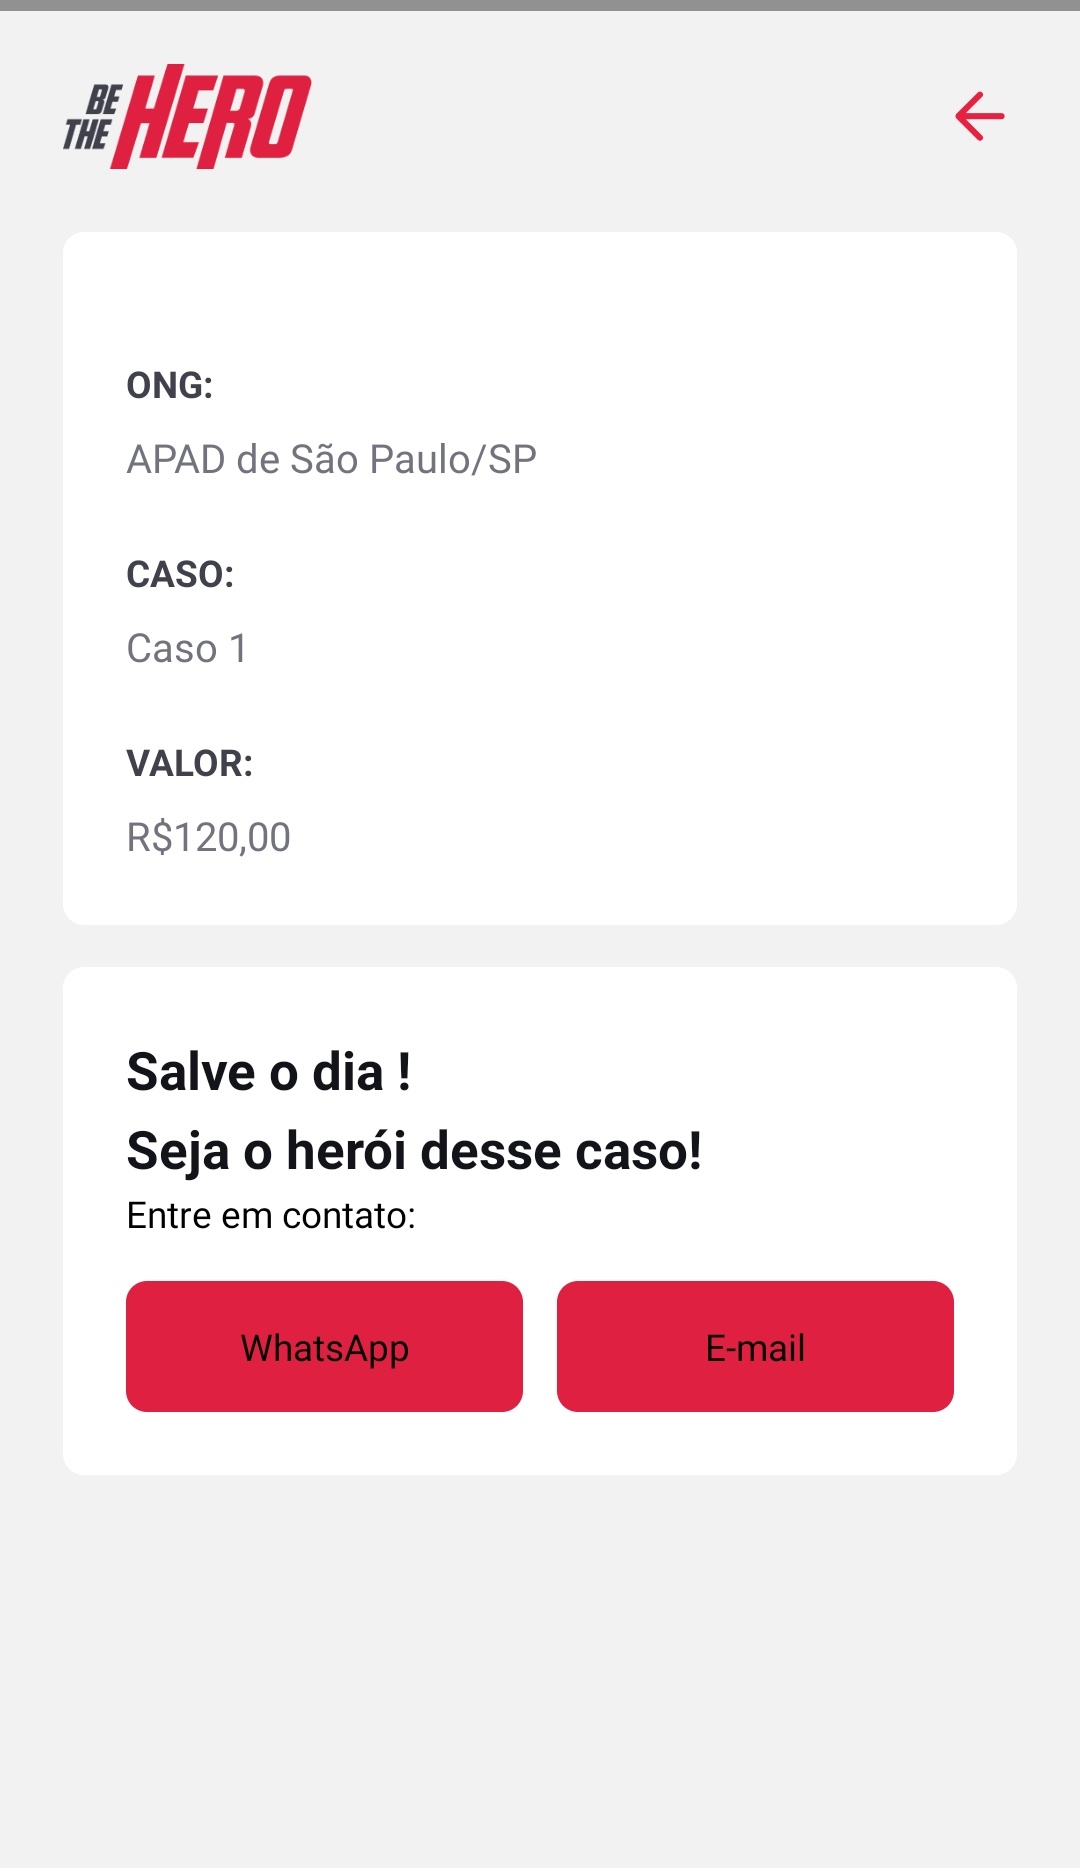 BE THE HERO
ONG:
APAD de São Paulo/SP
CASO:
Caso 1
VALOR:
R$120,00
Salve o dia !
Seja o herói desse caso!
Entre em contato:
WhatsApp
E-mail